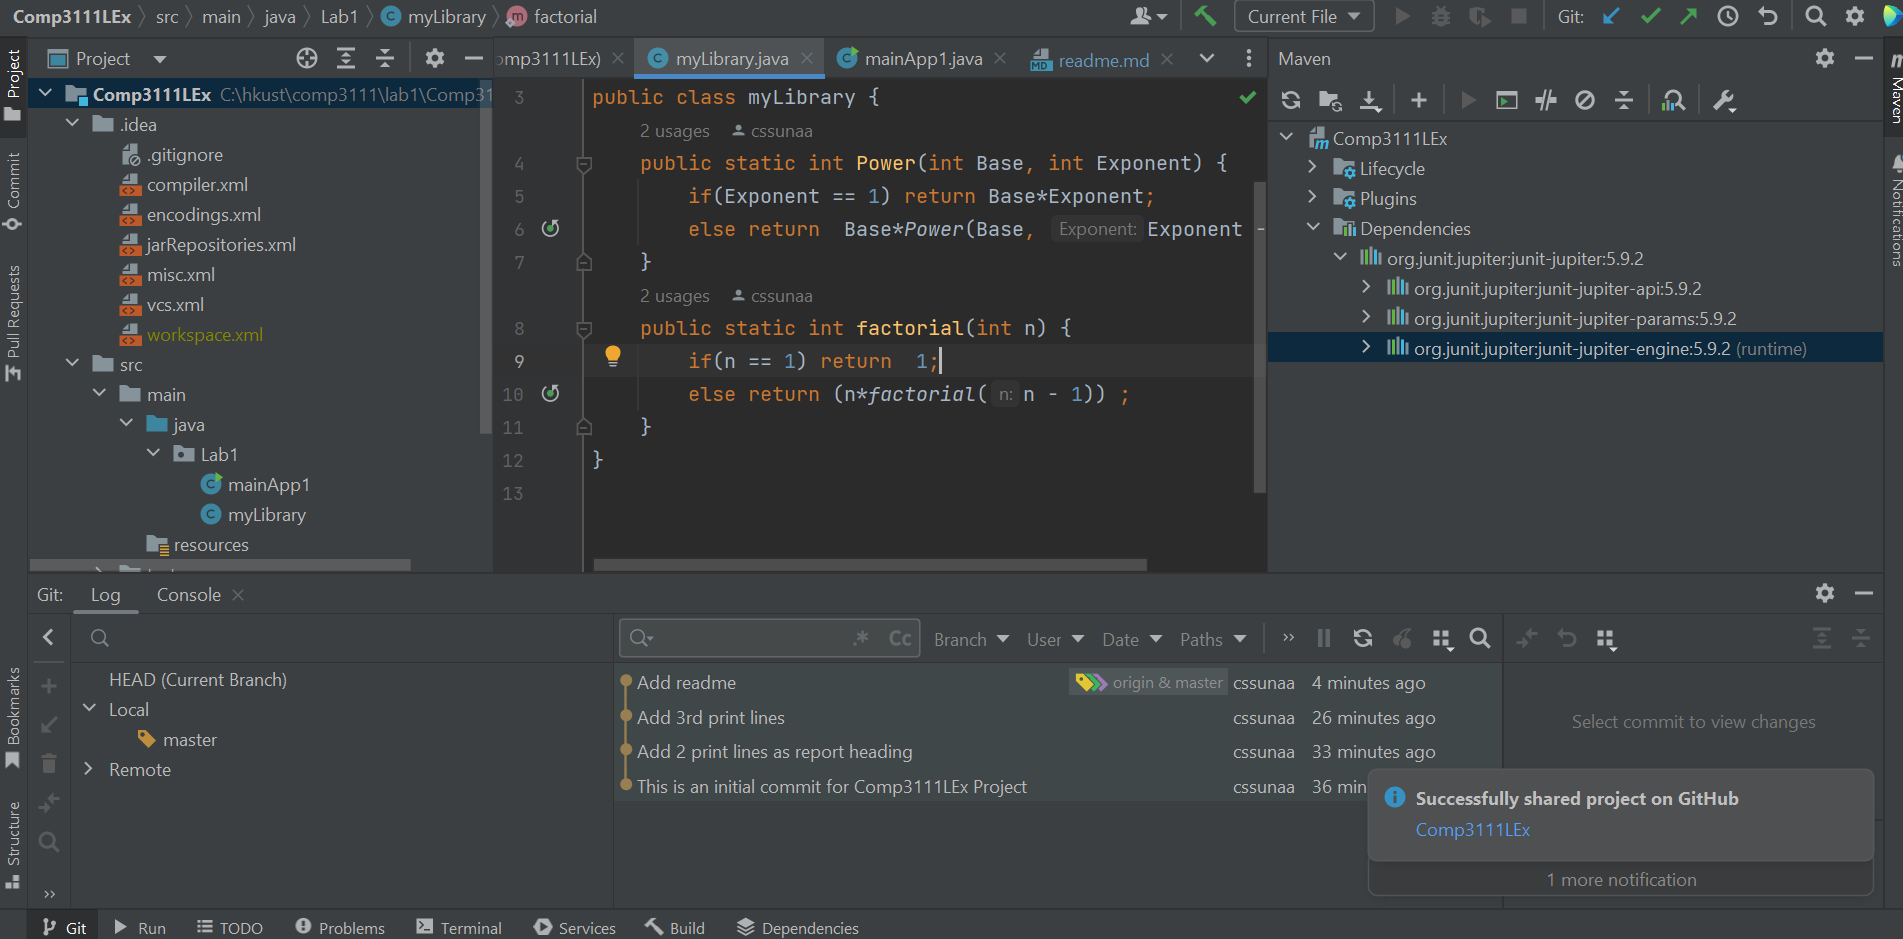 Comp3111LEx src main java Lab1 myLibrary factorial Current File Git:
Project
omp3111LEx) myLibrary.java mainApp1.java readme.md
Maven
Comp3111LEx C:\hkust\comp3111\lab1\Comp31
.idea
.gitignore
compiler.xml
encodings.xml
jarRepositories.xml
misc.xml
vcs.xml
workspace.xml
src
main
java
Lab1
mainApp1
myLibrary
resources
3 public class myLibrary {
2 usages cssunaa
4 public static int Power(int Base, int Exponent) {
5 if(Exponent == 1) return Base*Exponent;
6 else return Base*Power(Base, Exponent: Exponent -
7 }
2 usages cssunaa
8 public static int factorial(int n) {
9 if(n == 1) return 1;
10 else return (n*factorial( n: n - 1)) ;
11 }
12 }
13
Comp3111LEx
Lifecycle
Plugins
Dependencies
org.junit.jupiter:junit-jupiter:5.9.2
org.junit.jupiter:junit-jupiter-api:5.9.2
org.junit.jupiter:junit-jupiter-params:5.9.2
org.junit.jupiter:junit-jupiter-engine:5.9.2 (runtime)
Project
Commit
Pull Requests
Bookmarks
Structure
Maven
Notifications
Git: Log Console
HEAD (Current Branch)
Local
master
Remote
.* Cc Branch User Date Paths
Add readme origin & master cssunaa 4 minutes ago
Add 3rd print lines cssunaa 26 minutes ago
Add 2 print lines as report heading cssunaa 33 minutes ago
This is an initial commit for Comp3111LEx Project cssunaa 36 min
Select commit to view changes
Successfully shared project on GitHub
Comp3111LEx
1 more notification
Git Run TODO Problems Terminal Services Build Dependencies